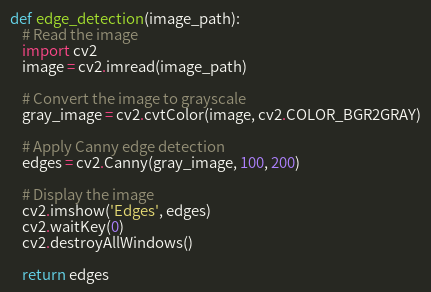 def edge_detection(image_path):
# Read the image
import cv2
image = cv2.imread(image_path)
# Convert the image to grayscale
gray_image = cv2.cvtColor(image, cv2.COLOR_BGR2GRAY)
# Apply Canny edge detection
edges = cv2.Canny(gray_image, 100, 200)
# Display the image
cv2.imshow('Edges', edges)
cv2.waitKey(0)
cv2.destroyAllWindows()
return edges